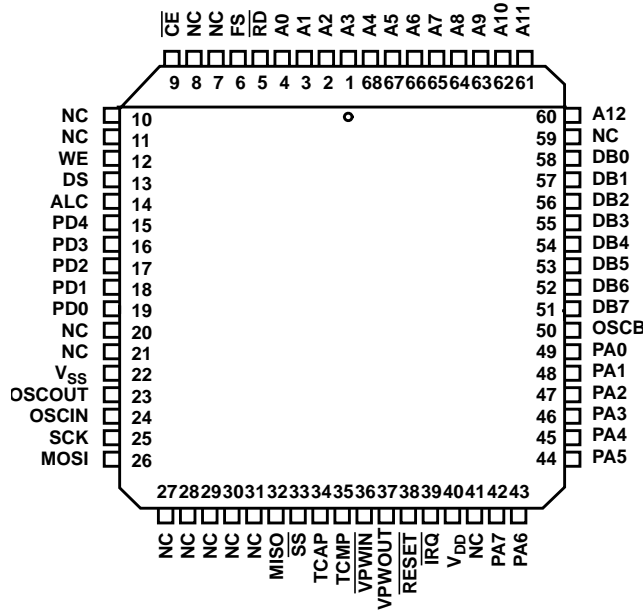 CE NC NC FS RD A0 A1 A2 A3 A4 A5 A6 A7 A8 A9 A10 A11
9 8 7 6 5 4 3 2 1 68 67 66 65 64 63 62 61
NC 10 60 A12
NC 11 59 NC
WE 12 58 DB0
DS 13 57 DB1
ALC 14 56 DB2
PD4 15 55 DB3
PD3 16 54 DB4
PD2 17 53 DB5
PD1 18 52 DB6
PD0 19 51 DB7
NC 20 50 OSCB
NC 21 49 PA0
VSS 22 48 PA1
OSCOUT 23 47 PA2
OSCIN 24 46 PA3
SCK 25 45 PA4
MOSI 26 44 PA5
27 28 29 30 31 32 33 34 35 36 37 38 39 40 41 42 43
NC NC NC NC NC MISO SS TCAP TCMP VPWIN VPWOUT RESET IRQ VDD NC PA7 PA6